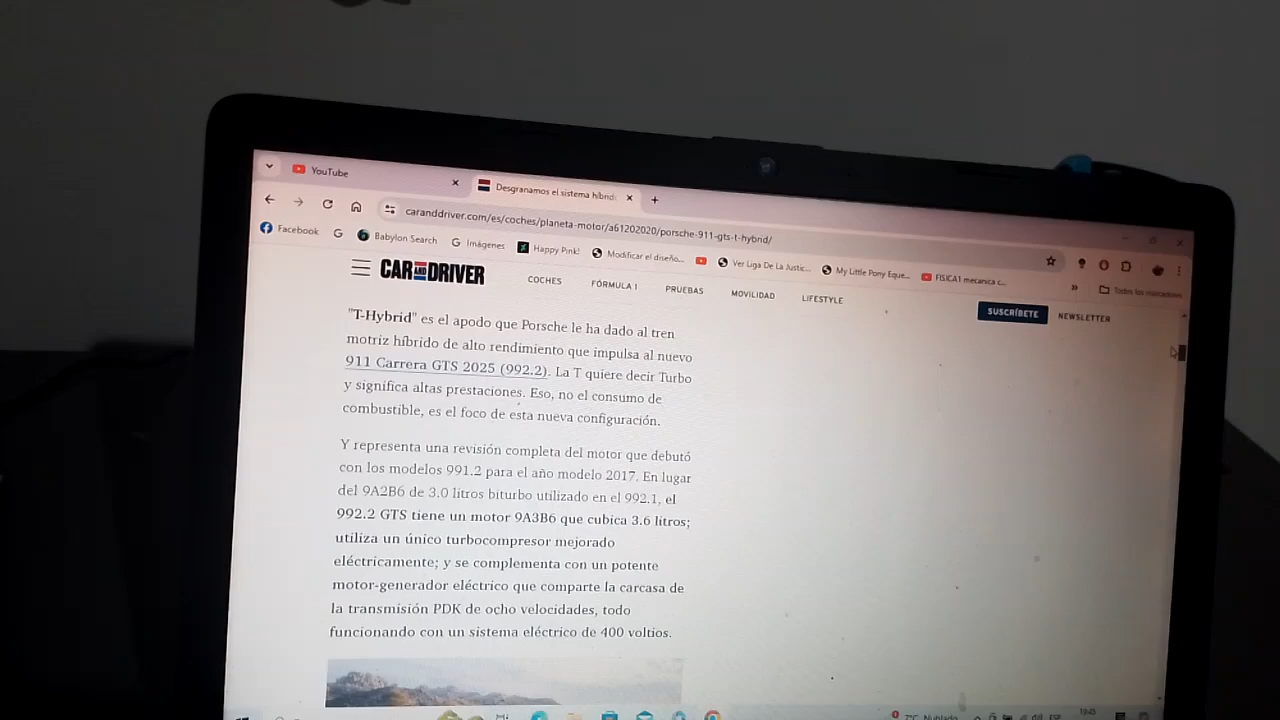 YouTube
Desgranamos el sistema híbrid
caranddriver.com/es/coches/planeta-motor/a61202020/porsche-911-gts-t-hybrid/
Facebook
Babylon Search
Imágenes
Happy Pink!
Modificar el diseño...
Ver Liga De La Justic...
My Little Pony Eque...
FISICA1 mecanica c...
Todos los marcadores
CAR AND DRIVER
COCHES
FÓRMULA 1
PRUEBAS
MOVILIDAD
LIFESTYLE
SUSCRÍBETE
NEWSLETTER
"T-Hybrid" es el apodo que Porsche le ha dado al tren
motriz híbrido de alto rendimiento que impulsa al nuevo
911 Carrera GTS 2025 (992.2). La T quiere decir Turbo
y significa altas prestaciones. Eso, no el consumo de
combustible, es el foco de esta nueva configuración.
Y representa una revisión completa del motor que debutó
con los modelos 991.2 para el año modelo 2017. En lugar
del 9A2B6 de 3.0 litros biturbo utilizado en el 992.1, el
992.2 GTS tiene un motor 9A3B6 que cubica 3.6 litros;
utiliza un único turbocompresor mejorado
eléctricamente; y se complementa con un potente
motor-generador eléctrico que comparte la carcasa de
la transmisión PDK de ocho velocidades, todo
funcionando con un sistema eléctrico de 400 voltios.
7°C Nublado
ESP
19:45